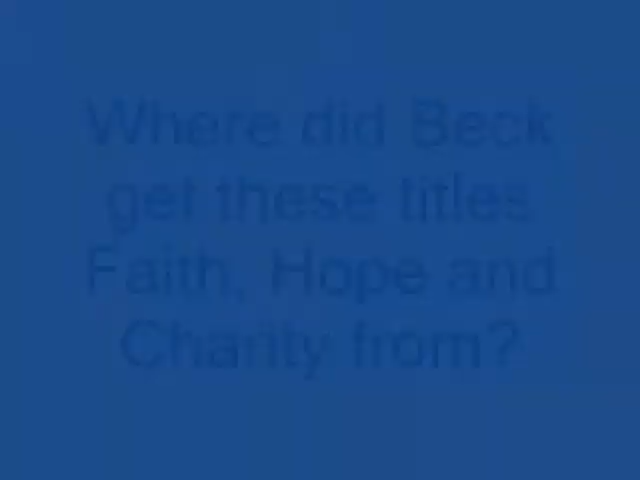 Where did Beck
get these titles
Faith, Hope and
Charity from?